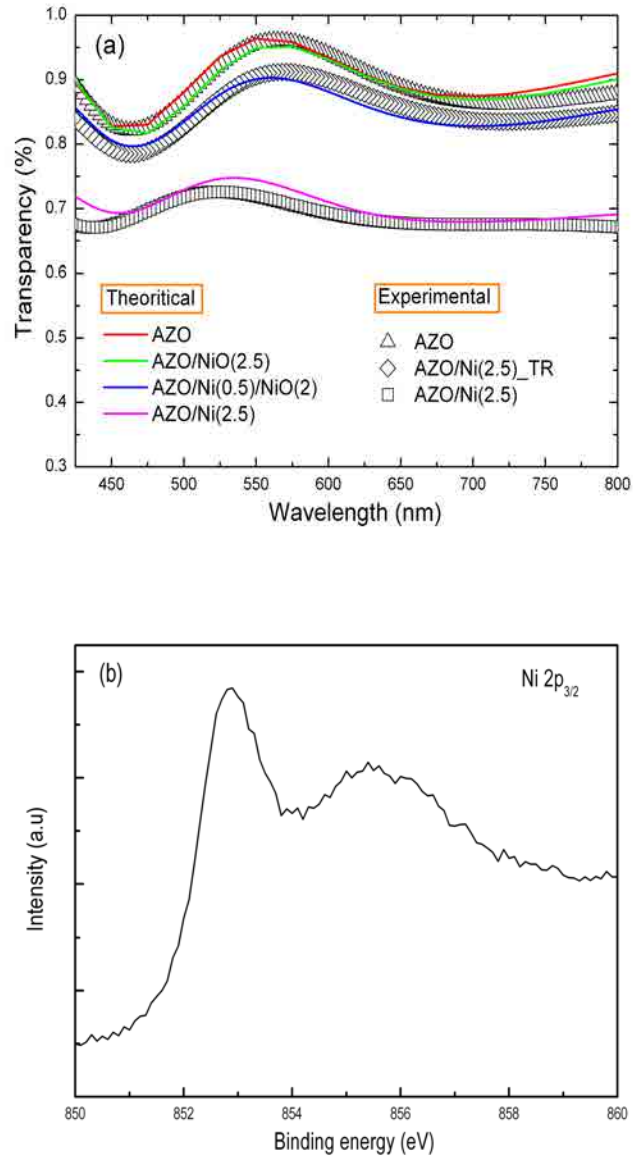 (a)
Transparency (%)
1.0
0.9
0.8
0.7
0.6
0.5
0.4
0.3
Theoritical
AZO
AZO/NiO(2.5)
AZO/Ni(0.5)/NiO(2)
AZO/Ni(2.5)
Experimental
AZO
AZO/Ni(2.5)_TR
AZO/Ni(2.5)
450 500 550 600 650 700 750 800
Wavelength (nm)
(b)
Ni 2p3/2
Intensity (a.u)
850 852 854 856 858 860
Binding energy (eV)